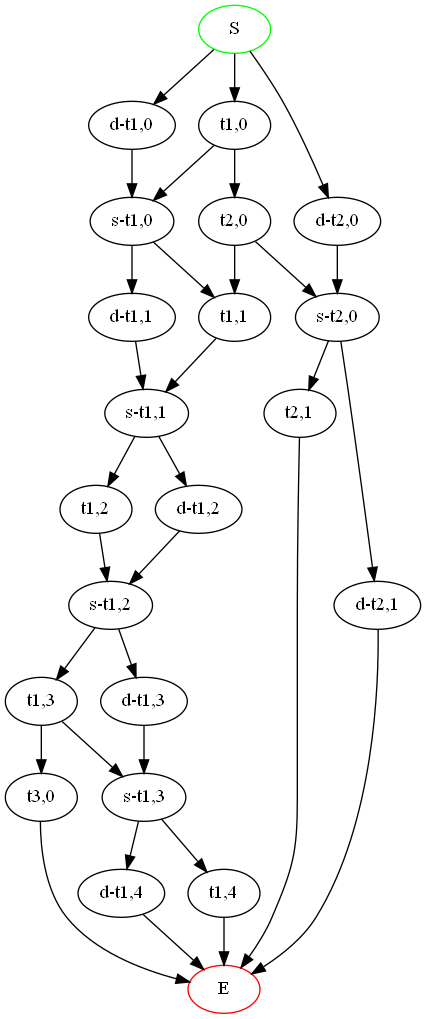 S
d-t1,0
t1,0
s-t1,0
t2,0
d-t2,0
d-t1,1
t1,1
s-t2,0
s-t1,1
t2,1
t1,2
d-t1,2
s-t1,2
d-t2,1
t1,3
d-t1,3
t3,0
s-t1,3
d-t1,4
t1,4
E